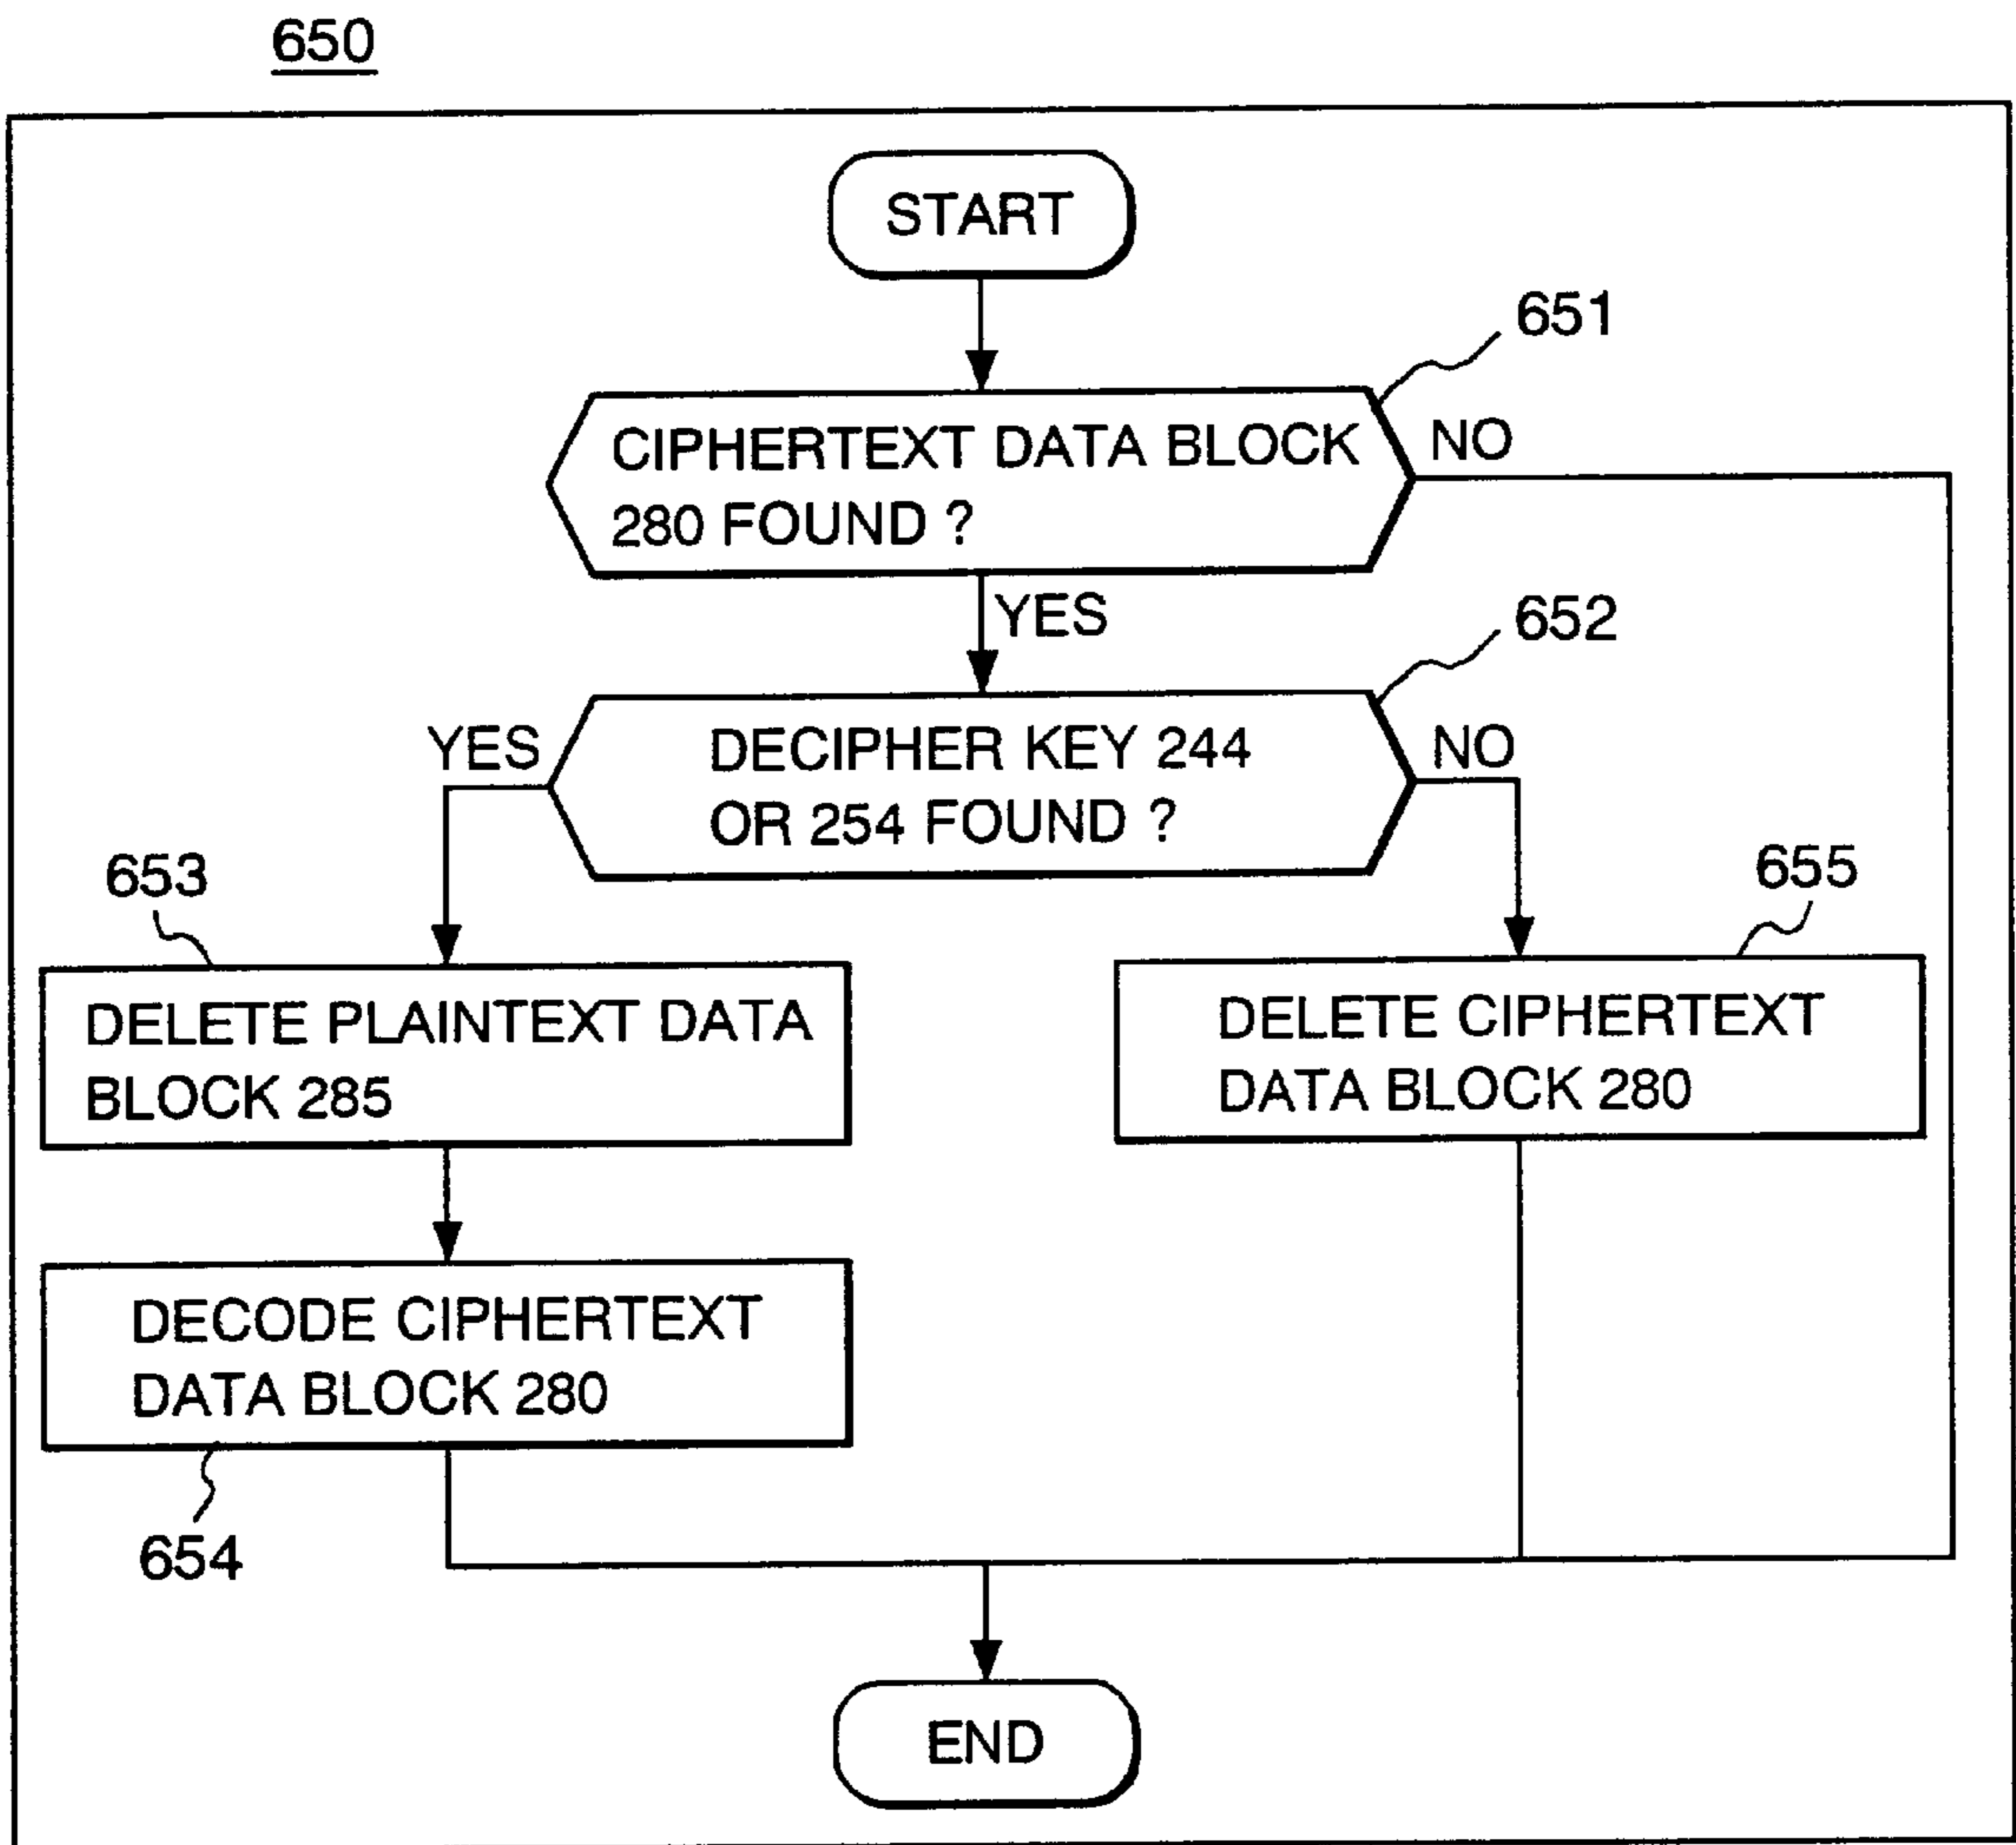 650
START
651
CIPHERTEXT DATA BLOCK
280 FOUND ?
NO
YES
652
DECIPHER KEY 244
OR 254 FOUND ?
YES
NO
653
655
DELETE PLAINTEXT DATA
BLOCK 285
DELETE CIPHERTEXT
DATA BLOCK 280
DECODE CIPHERTEXT
DATA BLOCK 280
654
END